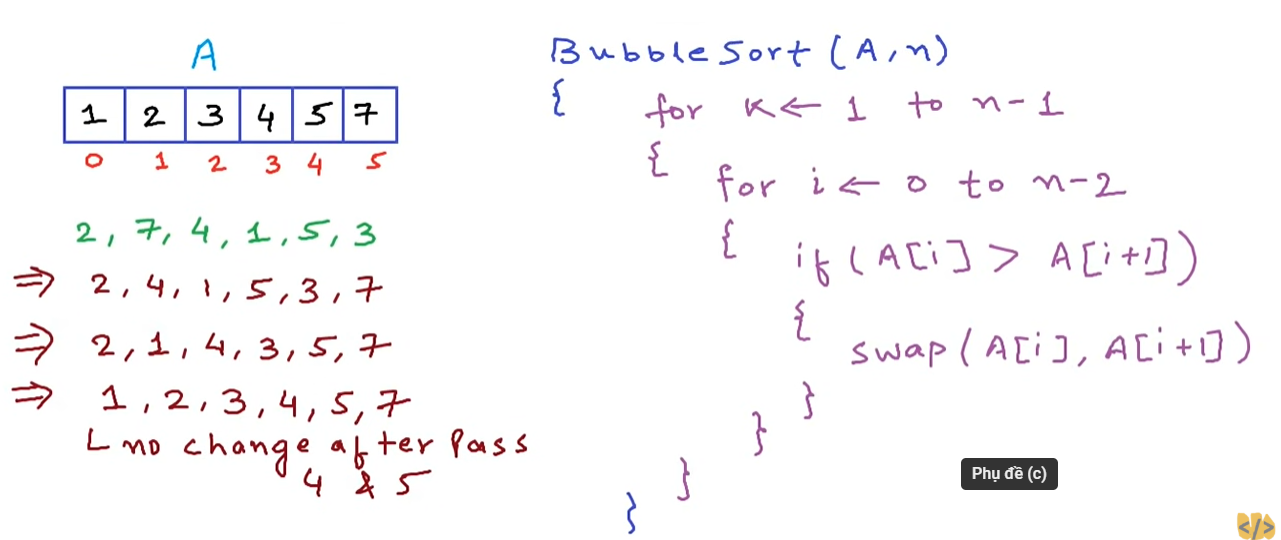 A
1 2 3 4 5 7
0 1 2 3 4 5
2, 7, 4, 1, 5, 3
⇒ 2, 4, 1, 5, 3, 7
⇒ 2, 1, 4, 3, 5, 7
⇒ 1, 2, 3, 4, 5, 7
L no change after Pass
4 & 5
BubbleSort(A,n)
{ for K← 1 to n-1
{
for i← 0 to n-2
{
if(A[i] > A[i+1])
{
swap(A[i], A[i+1])
}
}
}
}
Phụ đề (c)
</>